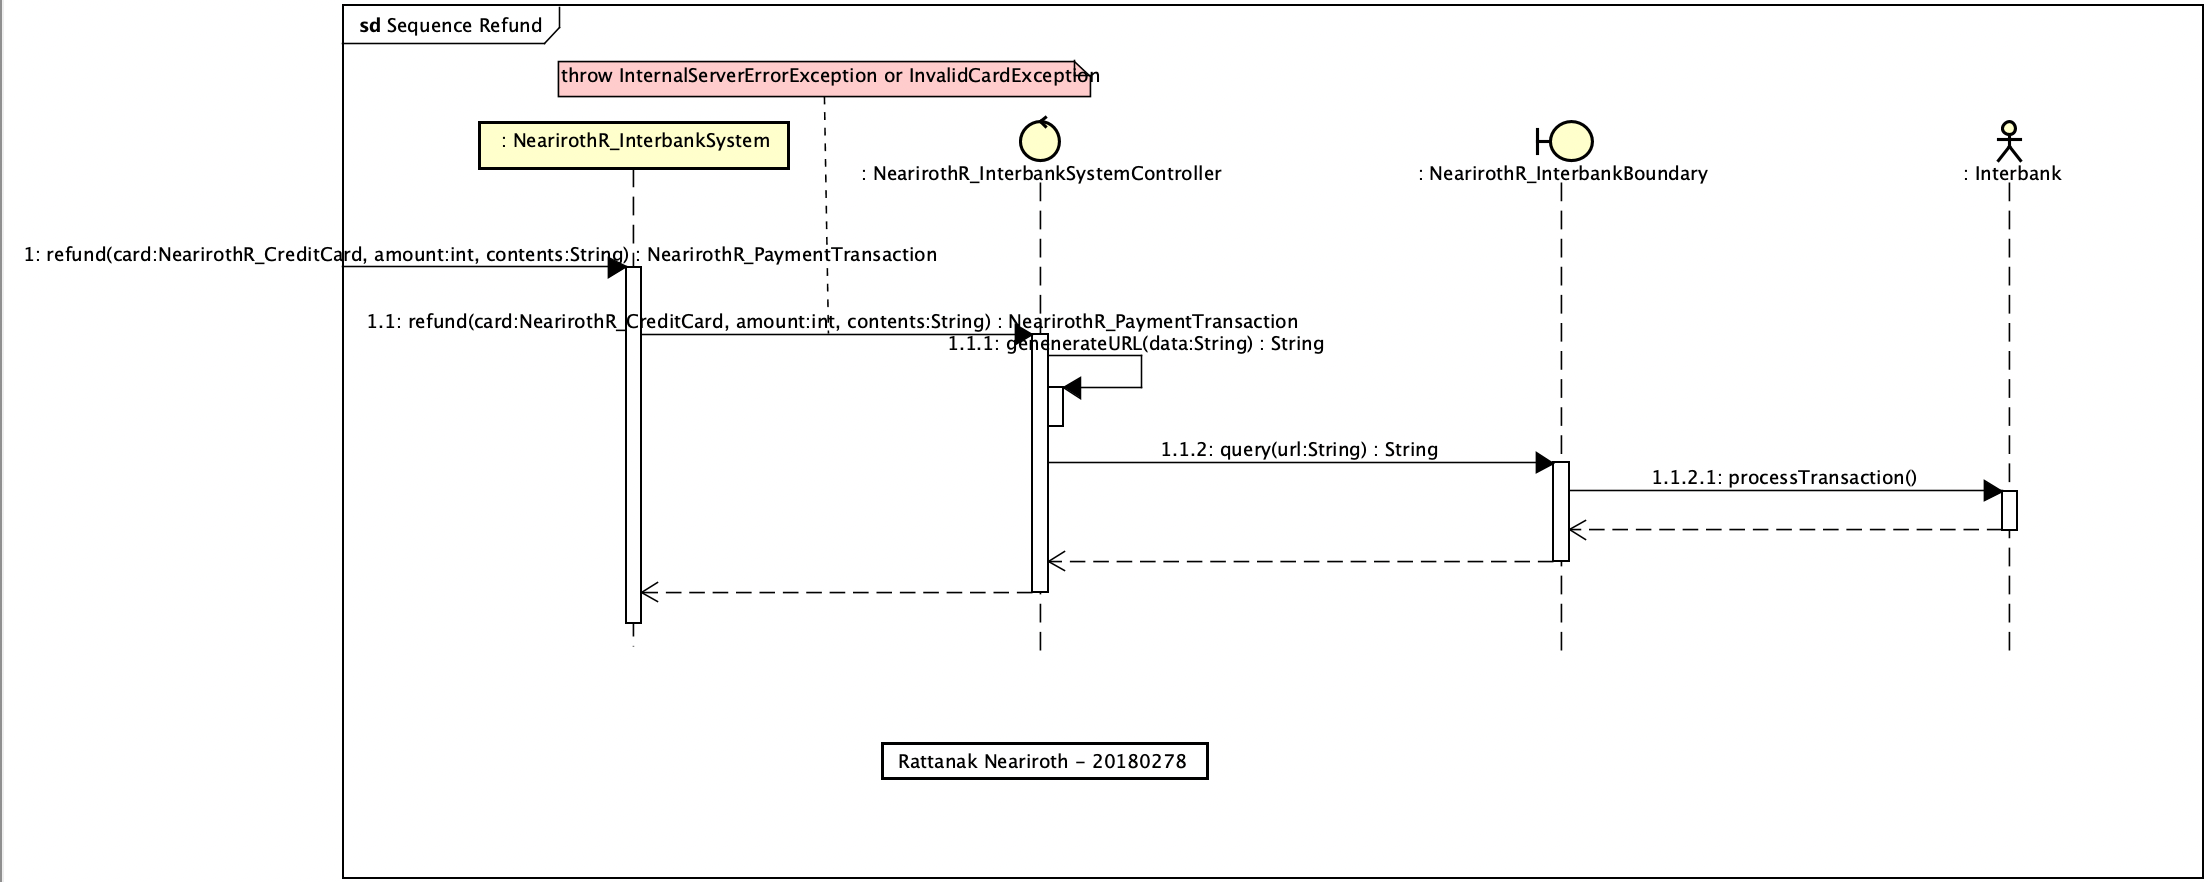 sd Sequence Refund
throw InternalServerErrorException or InvalidCardException
: NearirothR_InterbankSystem
: NearirothR_InterbankSystemController
: NearirothR_InterbankBoundary
: Interbank
1: refund(card:NearirothR_CreditCard, amount:int, contents:String) : NearirothR_PaymentTransaction
1.1: refund(card:NearirothR_CreditCard, amount:int, contents:String) : NearirothR_PaymentTransaction
1.1.1: genenerateURL(data:String) : String
1.1.2: query(url:String) : String
1.1.2.1: processTransaction()
Rattanak Neariroth - 20180278